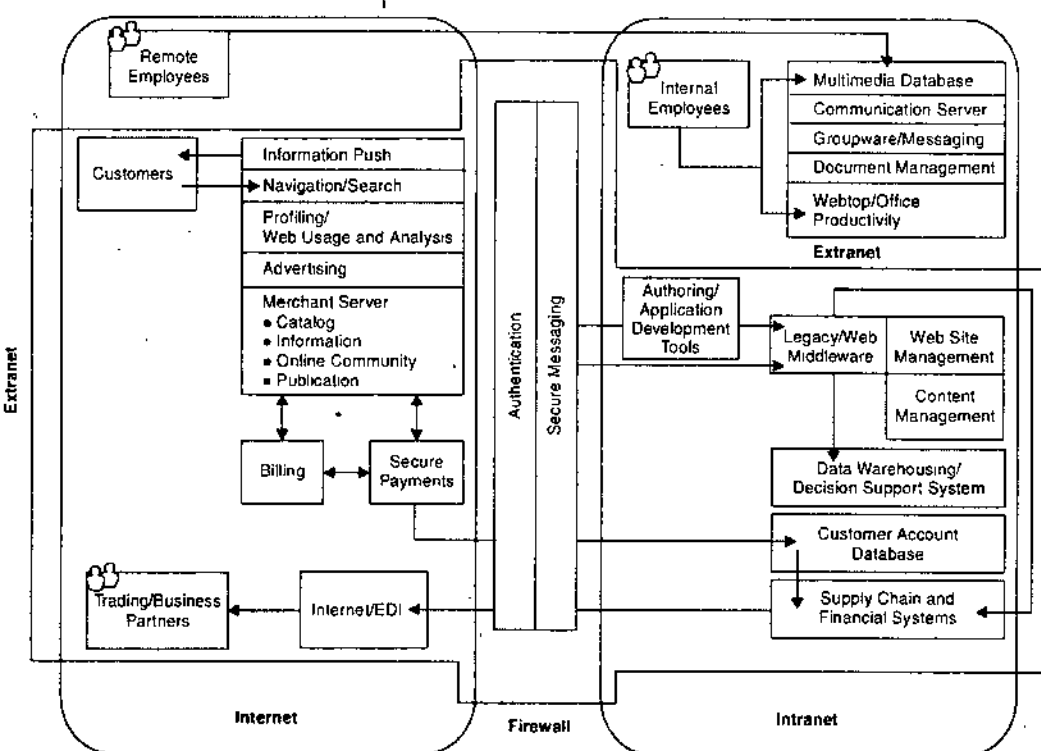 Remote
Employees
Customers
Information Push
Navigation/Search
Profiling/
Web Usage and Analysis
Advertising
Merchant Server
• Catalog
• Information
• Online Community
• Publication
Billing
Secure
Payments
Trading/Business
Partners
Internet/EDI
Extranet
Internet
Authentication
Secure Messaging
Firewall
Internal
Employees
Multimedia Database
Communication Server
Groupware/Messaging
Document Management
Webtop/Office
Productivity
Extranet
Authoring/
Application
Development
Tools
Legacy/Web
Middleware
Web Site
Management
Content
Management
Data Warehousing/
Decision Support System
Customer Account
Database
Supply Chain and
Financial Systems
Intranet